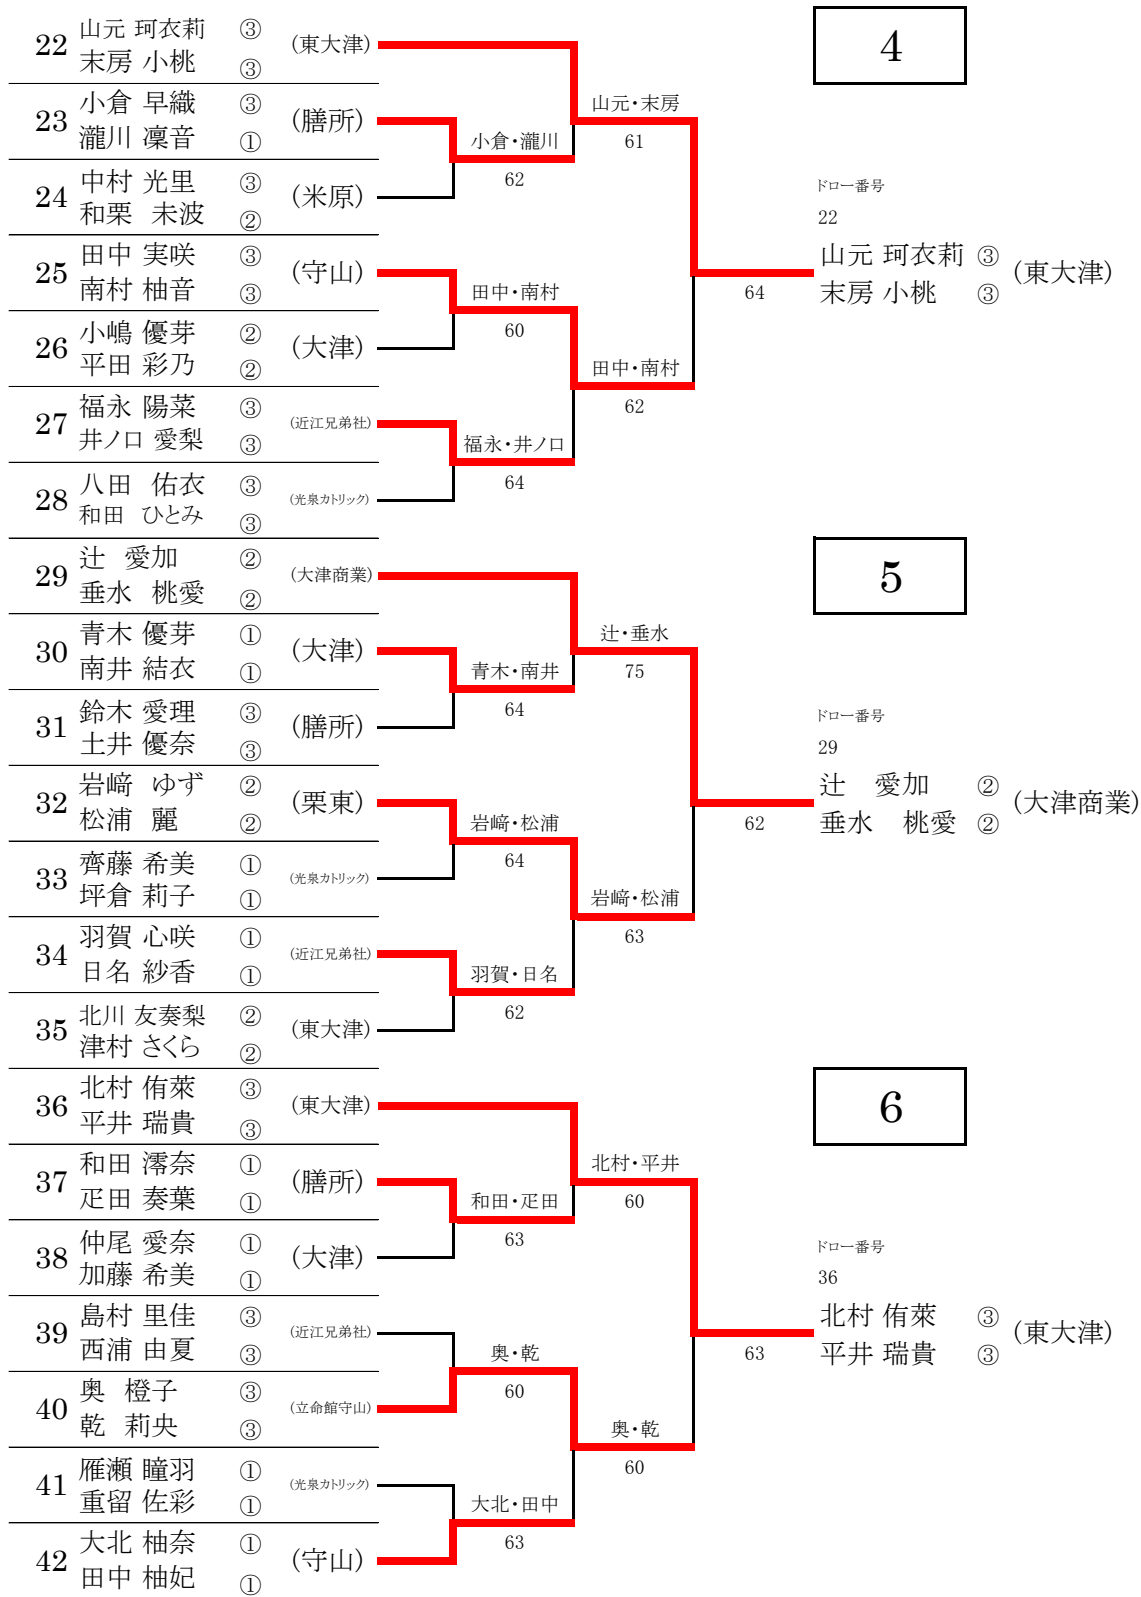 22 山元 珂衣莉 ③ (東大津)
末房 小桃 ③
23 小倉 早織 ③ (膳所)
瀧川 凜音 ①
24 中村 光里 ③ (米原)
和栗 未波 ②
25 田中 実咲 ③ (守山)
南村 柚音 ③
26 小嶋 優芽 ② (大津)
平田 彩乃 ②
27 福永 陽菜 ③ (近江兄弟社)
井ノ口 愛梨 ③
28 八田 佑衣 ③ (光泉カトリック)
和田 ひとみ ③
小倉・瀧川
62
田中・南村
60
福永・井ノ口
64
山元・末房
61
田中・南村
62
64
4
ドロー番号
22
山元 珂衣莉 ③ (東大津)
末房 小桃 ③
29 辻 愛加 ② (大津商業)
垂水 桃愛 ②
30 青木 優芽 ① (大津)
南井 結衣 ①
31 鈴木 愛理 ③ (膳所)
土井 優奈 ③
32 岩﨑 ゆず ② (栗東)
松浦 麗 ②
33 齊藤 希美 ① (光泉カトリック)
坪倉 莉子 ①
34 羽賀 心咲 ① (近江兄弟社)
日名 紗香 ①
35 北川 友奏梨 ② (東大津)
津村 さくら ②
青木・南井
64
岩﨑・松浦
64
羽賀・日名
62
辻・垂水
75
岩﨑・松浦
63
62
5
ドロー番号
29
辻 愛加 ② (大津商業)
垂水 桃愛 ②
36 北村 侑萊 ③ (東大津)
平井 瑞貴 ③
37 和田 澪奈 ① (膳所)
疋田 奏葉 ①
38 仲尾 愛奈 ① (大津)
加藤 希美 ①
39 島村 里佳 ③ (近江兄弟社)
西浦 由夏 ③
40 奥 橙子 ③ (立命館守山)
乾 莉央 ③
41 雁瀬 瞳羽 ① (光泉カトリック)
重留 佐彩 ①
42 大北 柚奈 ① (守山)
田中 柚妃 ①
和田・疋田
63
奥・乾
60
大北・田中
63
北村・平井
60
奥・乾
60
63
6
ドロー番号
36
北村 侑萊 ③ (東大津)
平井 瑞貴 ③